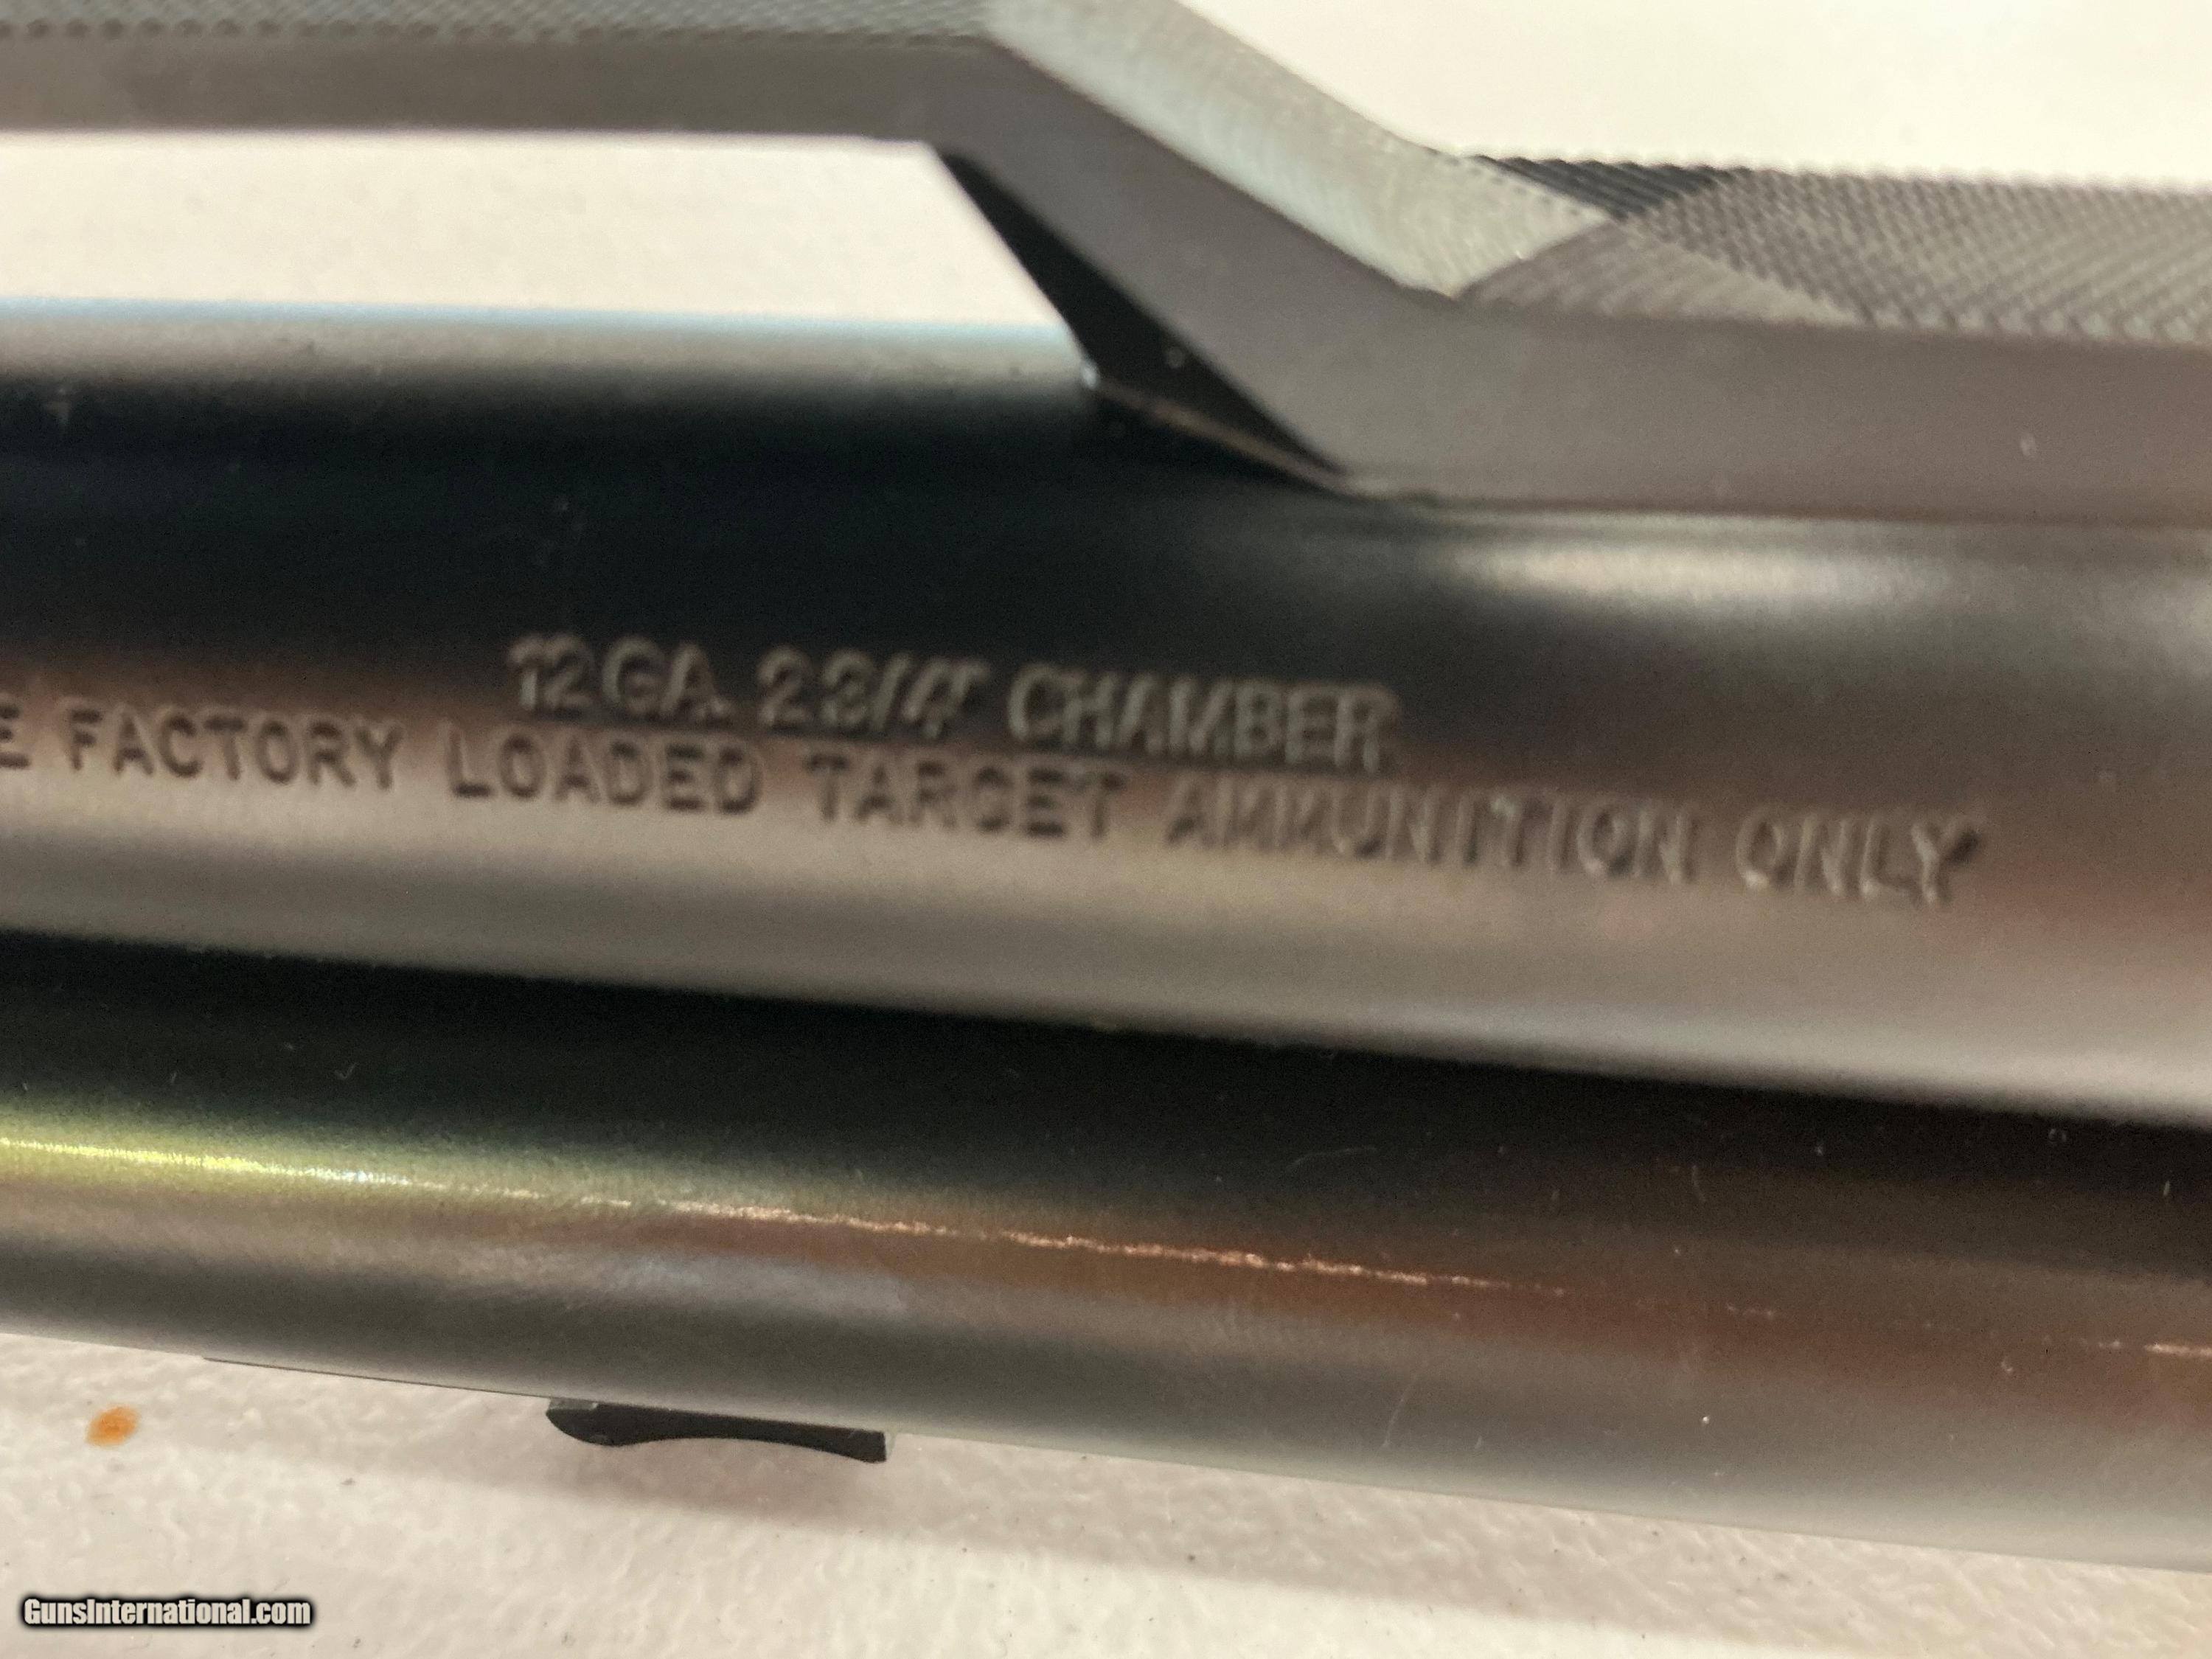 12 GA. 2 3/4" CHAMBER
E FACTORY LOADED TARGET AMMUNITION ONLY
GunsInternational.com